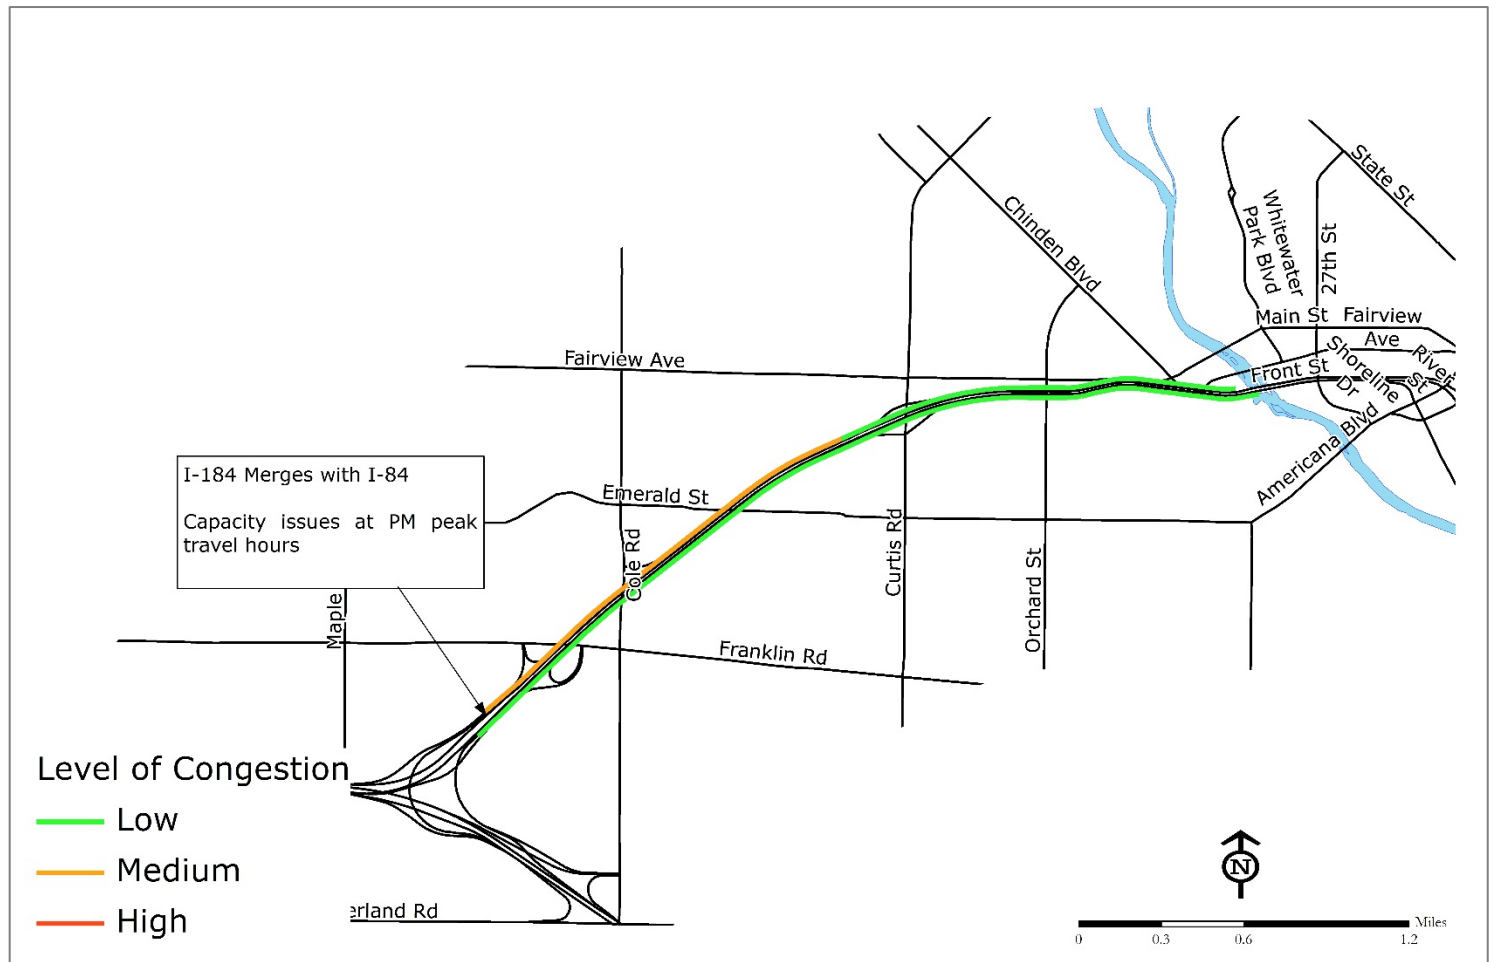 State St
Whitewater
Park Blvd
27th St
Chinden Blvd
Main St Fairview
Ave
River
St
Shoreline
Dr
Front St
Fairview Ave
Americana Blvd
I-184 Merges with I-84
Capacity issues at PM peak
travel hours
Emerald St
Cole Rd
Curtis Rd
Orchard St
Maple
Franklin Rd
Level of Congestion
Low
Medium
High
erland Rd
N
Miles
0 0.3 0.6 1.2